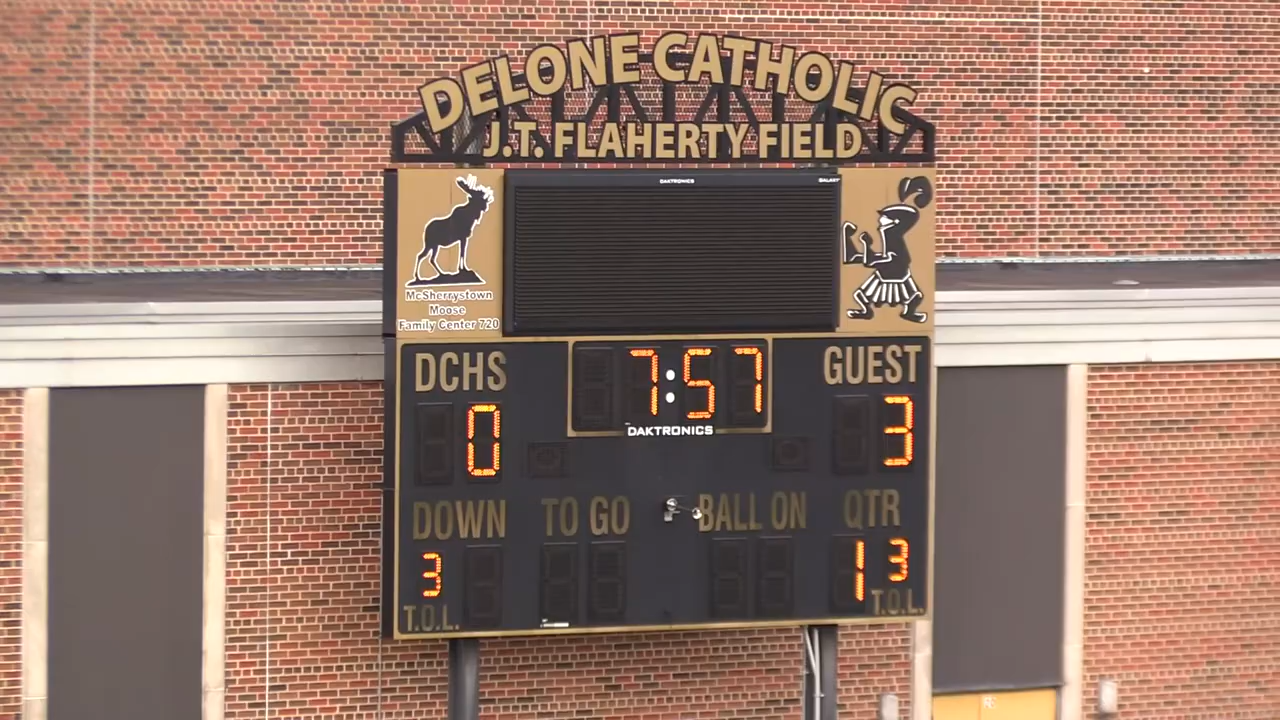 DELONE CATHOLIC
J.T. FLAHERTY FIELD
DAKTRONICS
GALAXY
McSherrystown
Moose
Family Center 720
DCHS
7:57
GUEST
0
3
DAKTRONICS
DOWN
TO GO
BALL ON
QTR
3
1
3
T.O.L.
T.O.L.